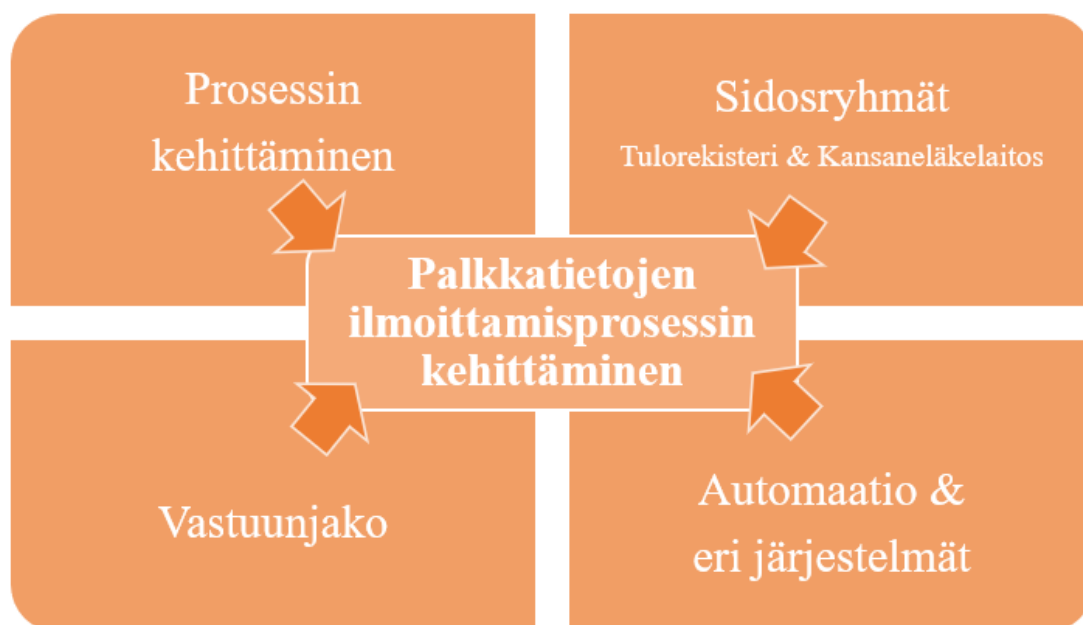 Prosessin
kehittäminen
Sidosryhmät
Tulorekisteri & Kansaneläkelaitos
Palkkatietojen
ilmoittamisprosessin
kehittäminen
Vastuunjako
Automaatio &
eri järjestelmät